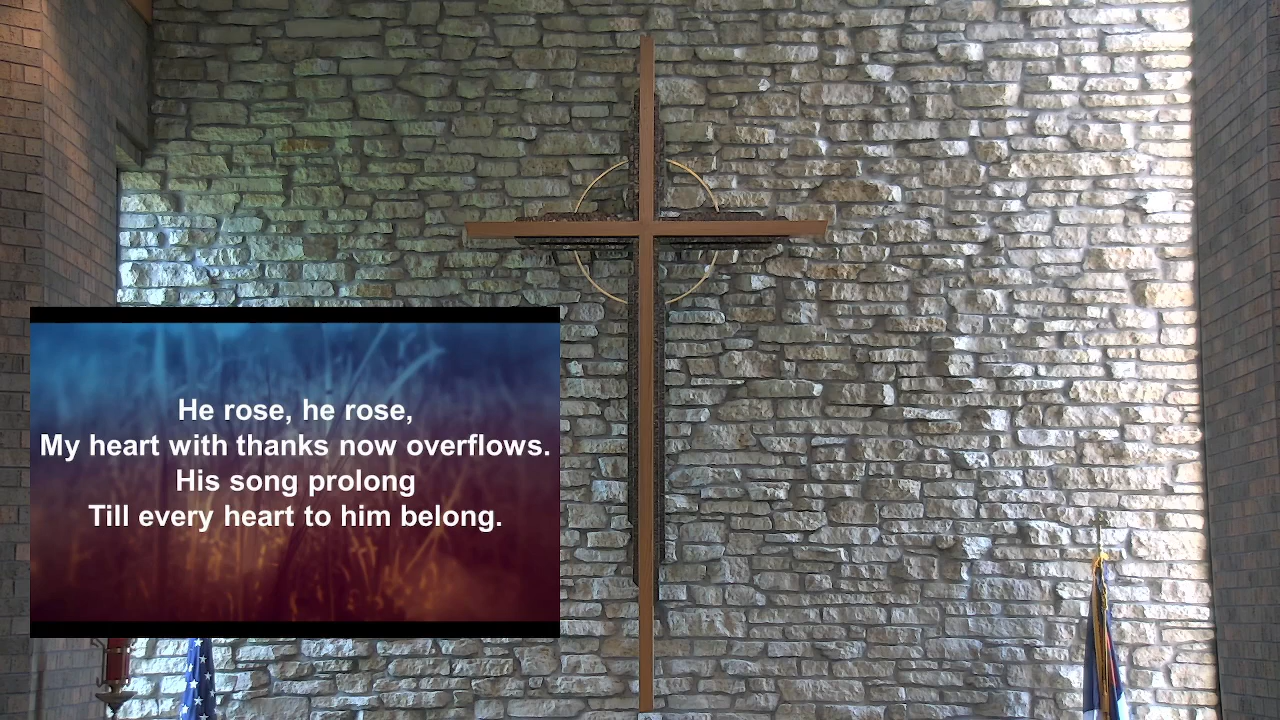 He rose, he rose,
My heart with thanks now overflows.
His song prolong
Till every heart to him belong.